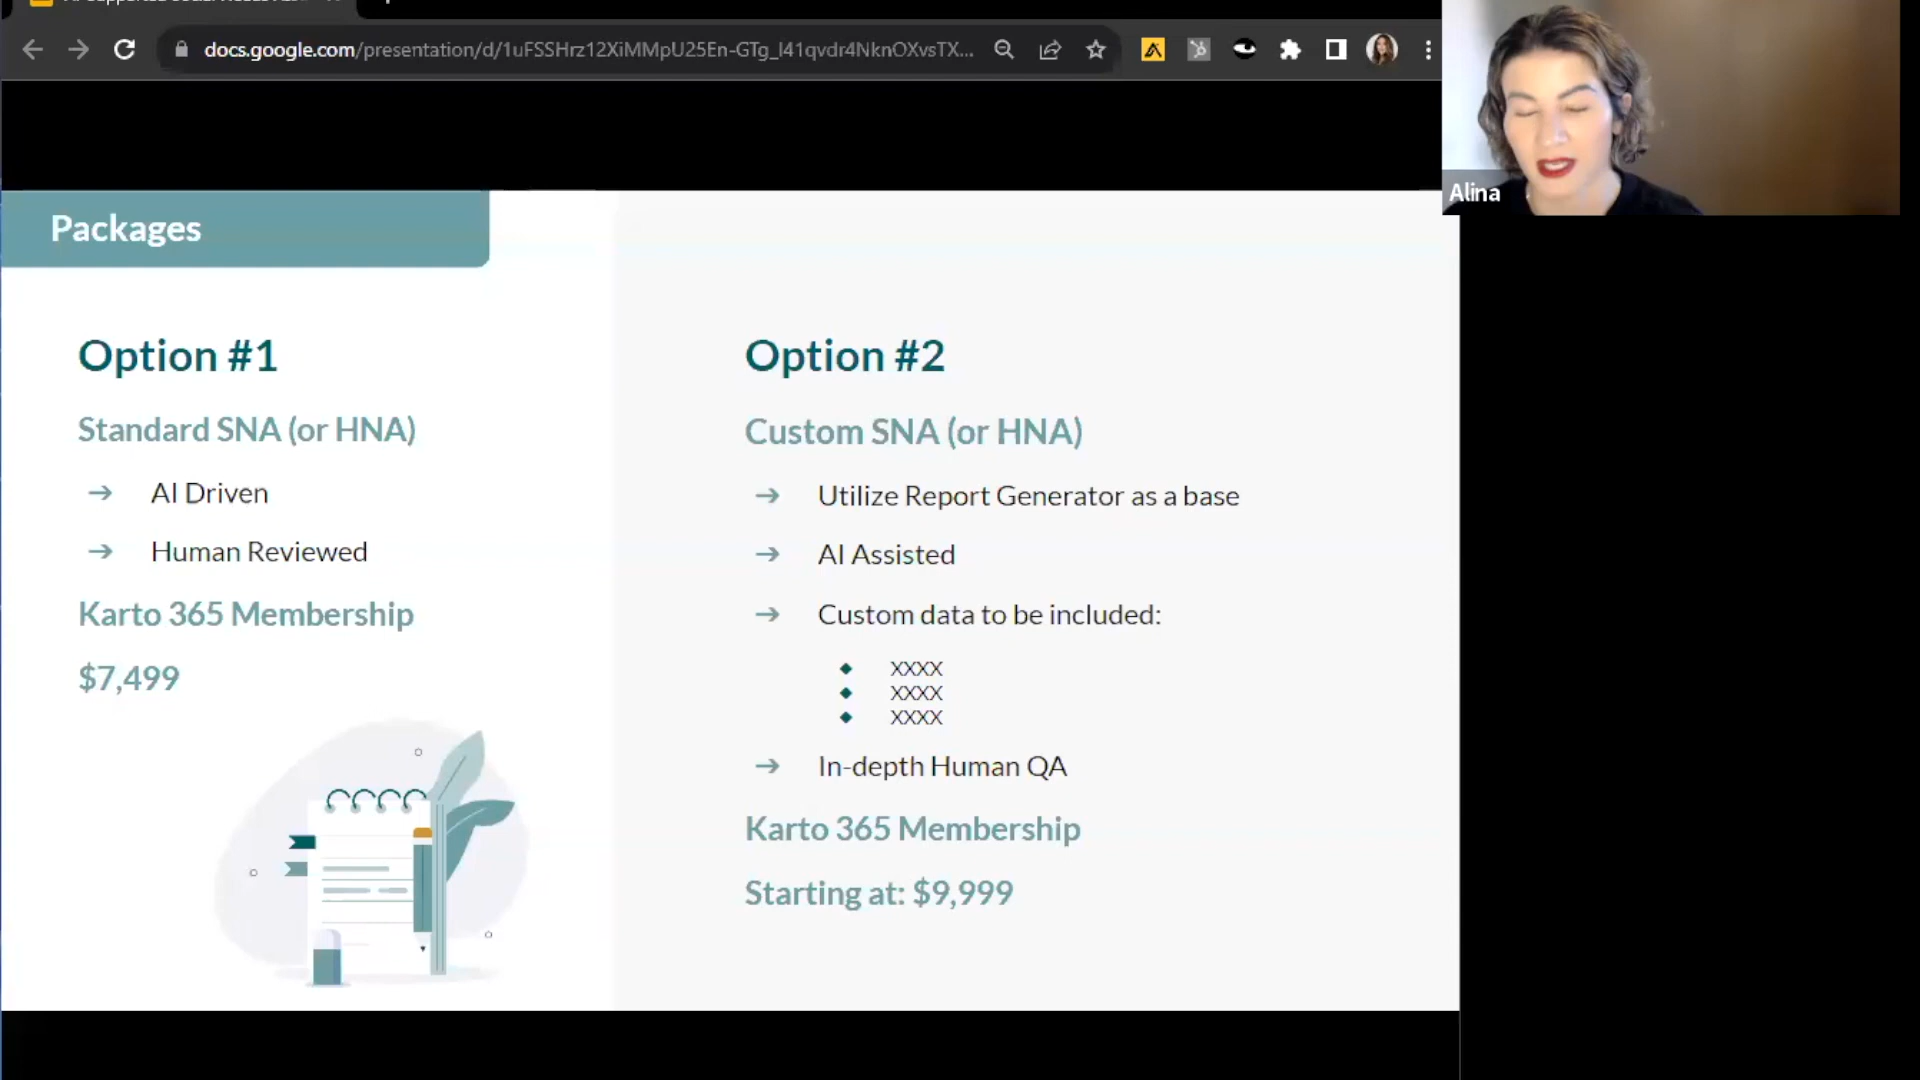 docs.google.com/presentation/d/1uFSSHrz12XiMMpU25En-GTg_l41qvdr4NknOXvsTX...
Alina
Packages
Option #1
Standard SNA (or HNA)
→ AI Driven
→ Human Reviewed
Karto 365 Membership
$7,499
Option #2
Custom SNA (or HNA)
→ Utilize Report Generator as a base
→ AI Assisted
→ Custom data to be included:
◆ XXXX
◆ XXXX
◆ XXXX
→ In-depth Human QA
Karto 365 Membership
Starting at: $9,999